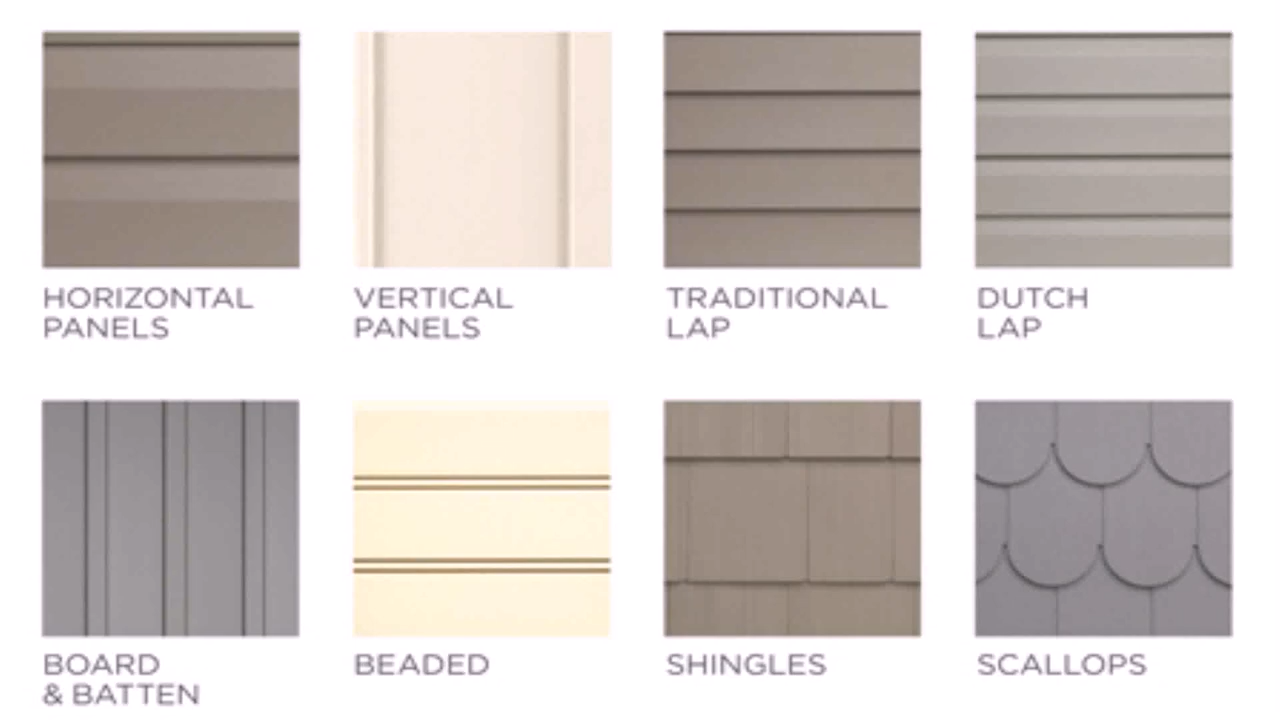 HORIZONTAL
PANELS
VERTICAL
PANELS
TRADITIONAL
LAP
DUTCH
LAP
BOARD
& BATTEN
BEADED
SHINGLES
SCALLOPS